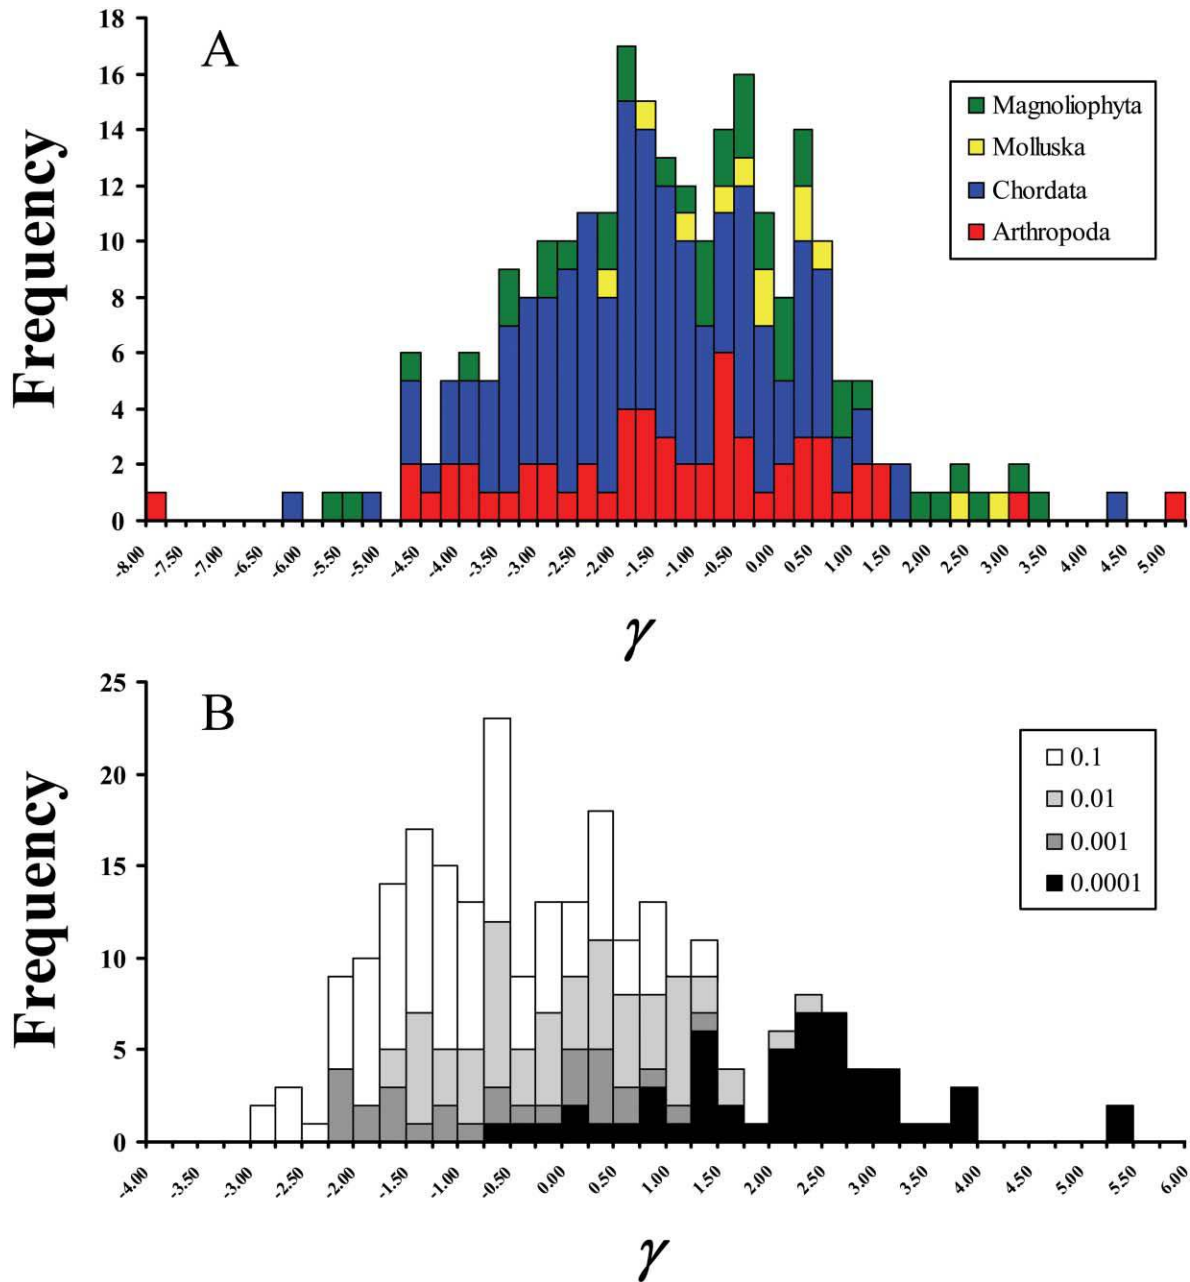 A
Frequency
18
16
14
12
10
8
6
4
2
0
Magnoliophyta
Molluska
Chordata
Arthropoda
-8.00 -7.50 -7.00 -6.50 -6.00 -5.50 -5.00 -4.50 -4.00 -3.50 -3.00 -2.50 -2.00 -1.50 -1.00 -0.50 0.00 0.50 1.00 1.50 2.00 2.50 3.00 3.50 4.00 4.50 5.00
γ
B
Frequency
25
20
15
10
5
0
0.1
0.01
0.001
0.0001
-4.00 -3.50 -3.00 -2.50 -2.00 -1.50 -1.00 -0.50 0.00 0.50 1.00 1.50 2.00 2.50 3.00 3.50 4.00 4.50 5.00 5.50 6.00
γ